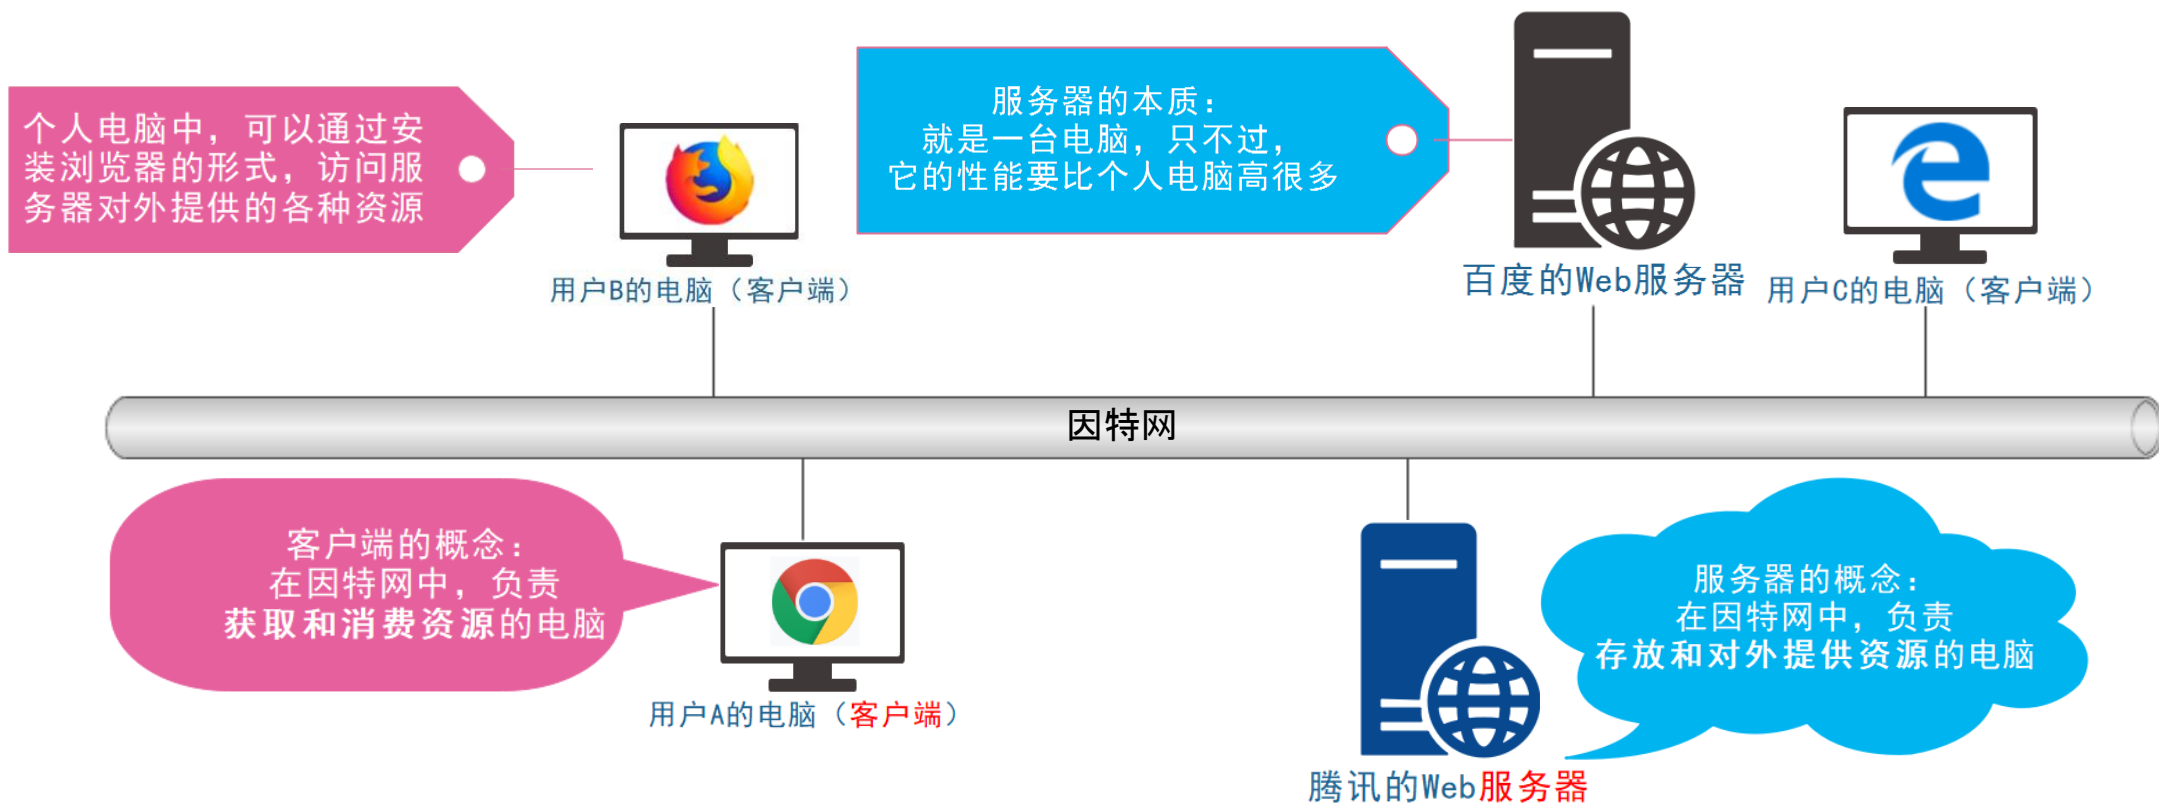 个人电脑中，可以通过安
装浏览器的形式，访问服
务器对外提供的各种资源
用户B的电脑（客户端）
服务器的本质：
就是一台电脑，只不过，
它的性能要比个人电脑高很多
百度的Web服务器
用户C的电脑（客户端）
因特网
客户端的概念：
在因特网中，负责
获取和消费资源的电脑
用户A的电脑（客户端）
腾讯的Web服务器
服务器的概念：
在因特网中，负责
存放和对外提供资源的电脑